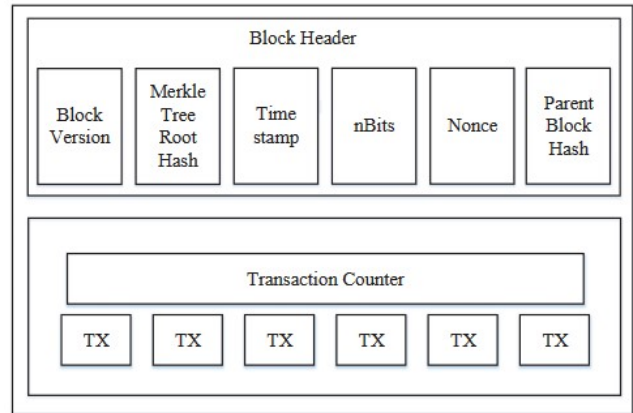 Block Header
Block
Version
Merkle
Tree
Root
Hash
Time
stamp
nBits
Nonce
Parent
Block
Hash
Transaction Counter
TX
TX
TX
TX
TX
TX